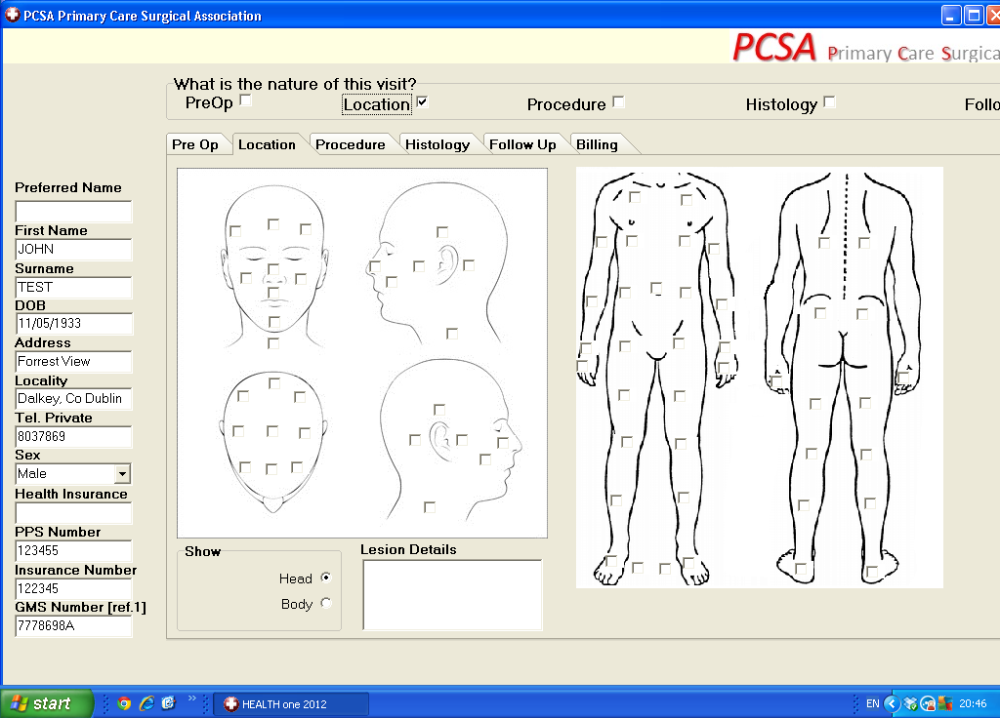 PCSA Primary Care Surgical Association
PCSA Primary Care Surgica
What is the nature of this visit?
PreOp Location Procedure Histology Follo
Pre Op Location Procedure Histology Follow Up Billing
Preferred Name
First Name
JOHN
Surname
TEST
DOB
11/05/1933
Address
Forrest View
Locality
Dalkey, Co Dublin
Tel. Private
8037869
Sex
Male
Health Insurance
PPS Number
123455
Insurance Number
122345
GMS Number [ref.1]
7778698A
Show
Head
Body
Lesion Details
start
HEALTH one 2012
EN
20:46